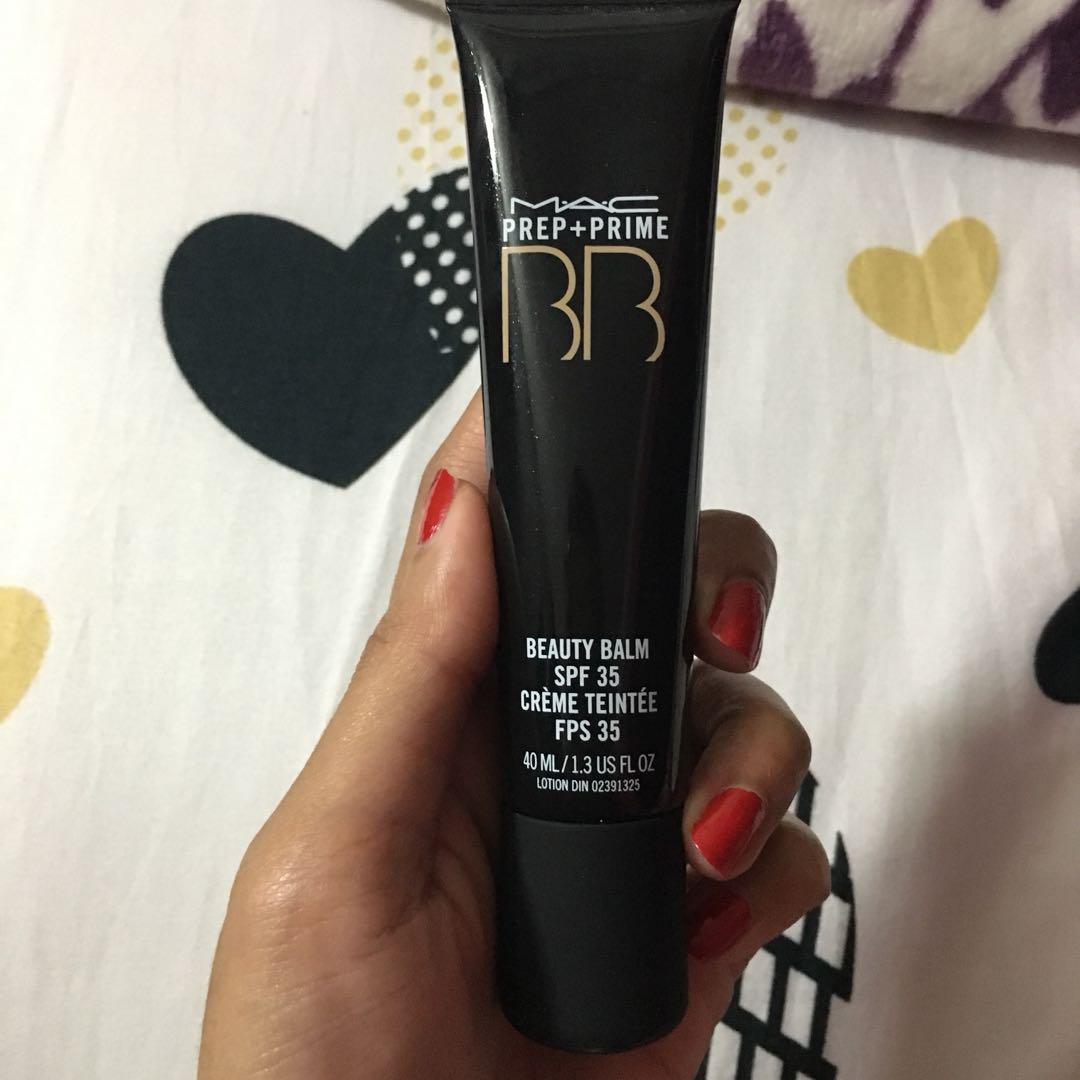 M·A·C
PREP+PRIME
BB
BEAUTY BALM
SPF 35
CRÈME TEINTÉE
FPS 35
40 ML / 1.3 US FL OZ
LOTION DIN 02391325